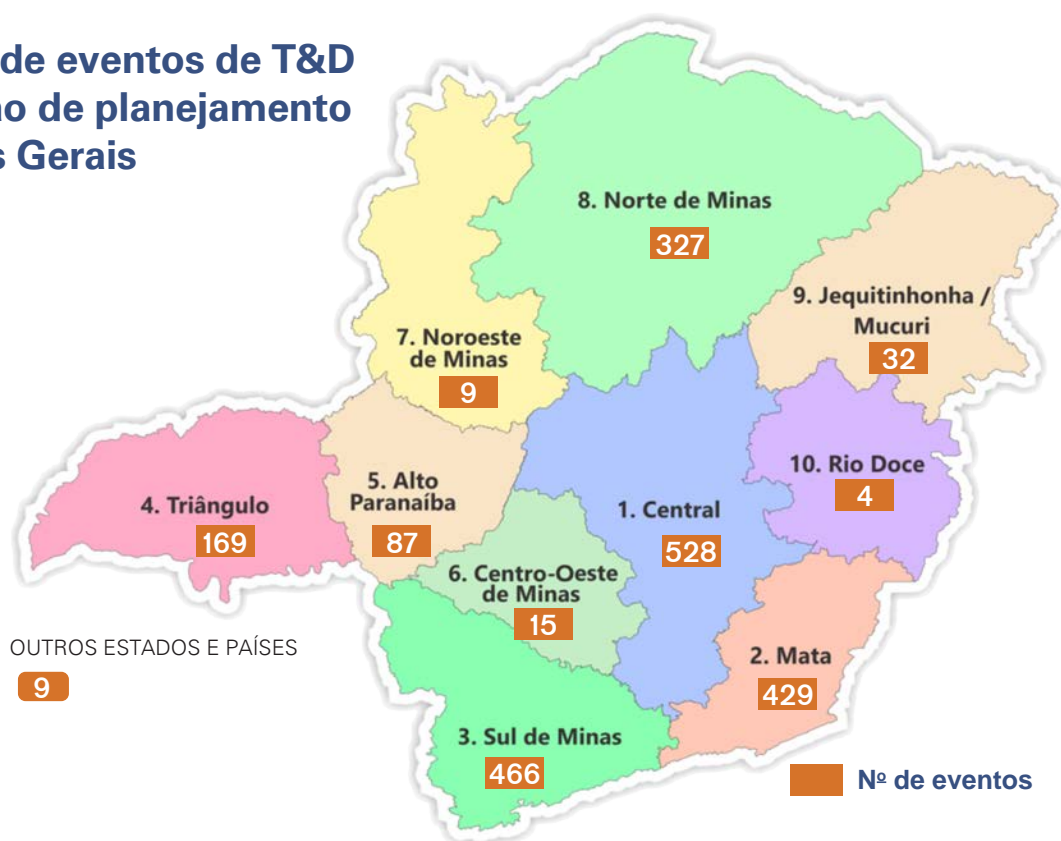 de eventos de T&D
o de planejamento
s Gerais
8. Norte de Minas
327
9. Jequitinhonha /
Mucuri
32
7. Noroeste
de Minas
9
10. Rio Doce
4
5. Alto
Paranaíba
87
4. Triângulo
169
1. Central
528
6. Centro-Oeste
de Minas
15
OUTROS ESTADOS E PAÍSES
9
2. Mata
429
3. Sul de Minas
466
Nº de eventos